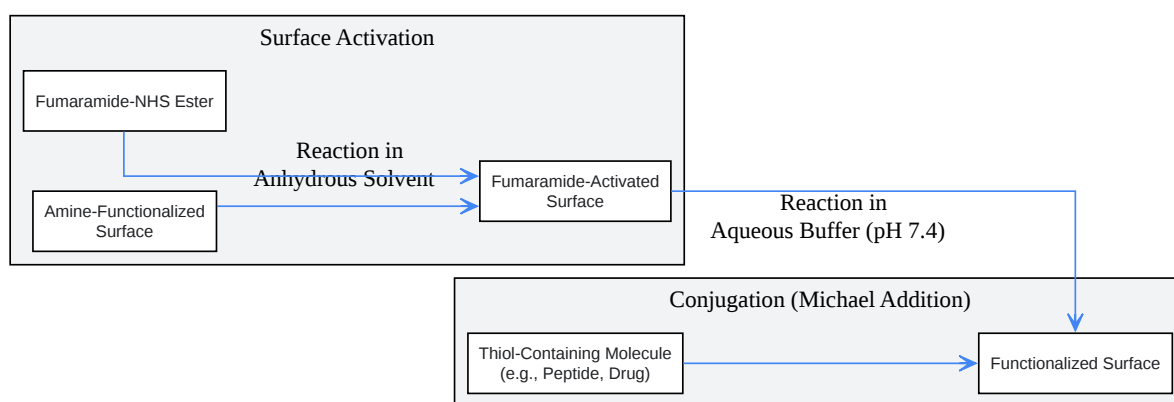 Surface Activation
Fumaramide-NHS Ester
Reaction in
Anhydrous Solvent
Amine-Functionalized
Surface
Fumaramide-Activated
Surface
Reaction in
Aqueous Buffer (pH 7.4)
Conjugation (Michael Addition)
Thiol-Containing Molecule
(e.g., Peptide, Drug)
Functionalized Surface